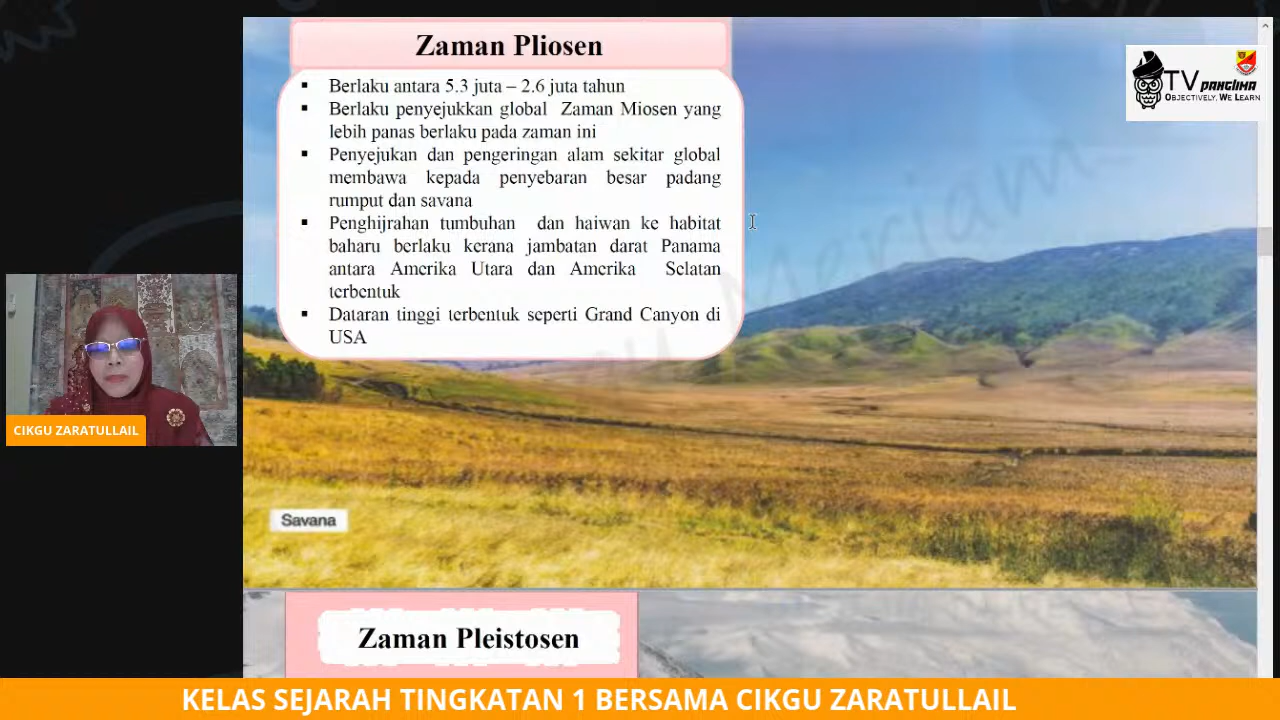 Zaman Pliosen
▪ Berlaku antara 5.3 juta – 2.6 juta tahun
▪ Berlaku penyejukkan global Zaman Miosen yang
lebih panas berlaku pada zaman ini
▪ Penyejukan dan pengeringan alam sekitar global
membawa kepada penyebaran besar padang
rumput dan savana
▪ Penghijrahan tumbuhan dan haiwan ke habitat
baharu berlaku kerana jambatan darat Panama
antara Amerika Utara dan Amerika Selatan
terbentuk
▪ Dataran tinggi terbentuk seperti Grand Canyon di
USA
TV PANGLIMA
OBJECTIVELY, WE LEARN
CIKGU ZARATULLAIL
Savana
Zaman Pleistosen
KELAS SEJARAH TINGKATAN 1 BERSAMA CIKGU ZARATULLAIL